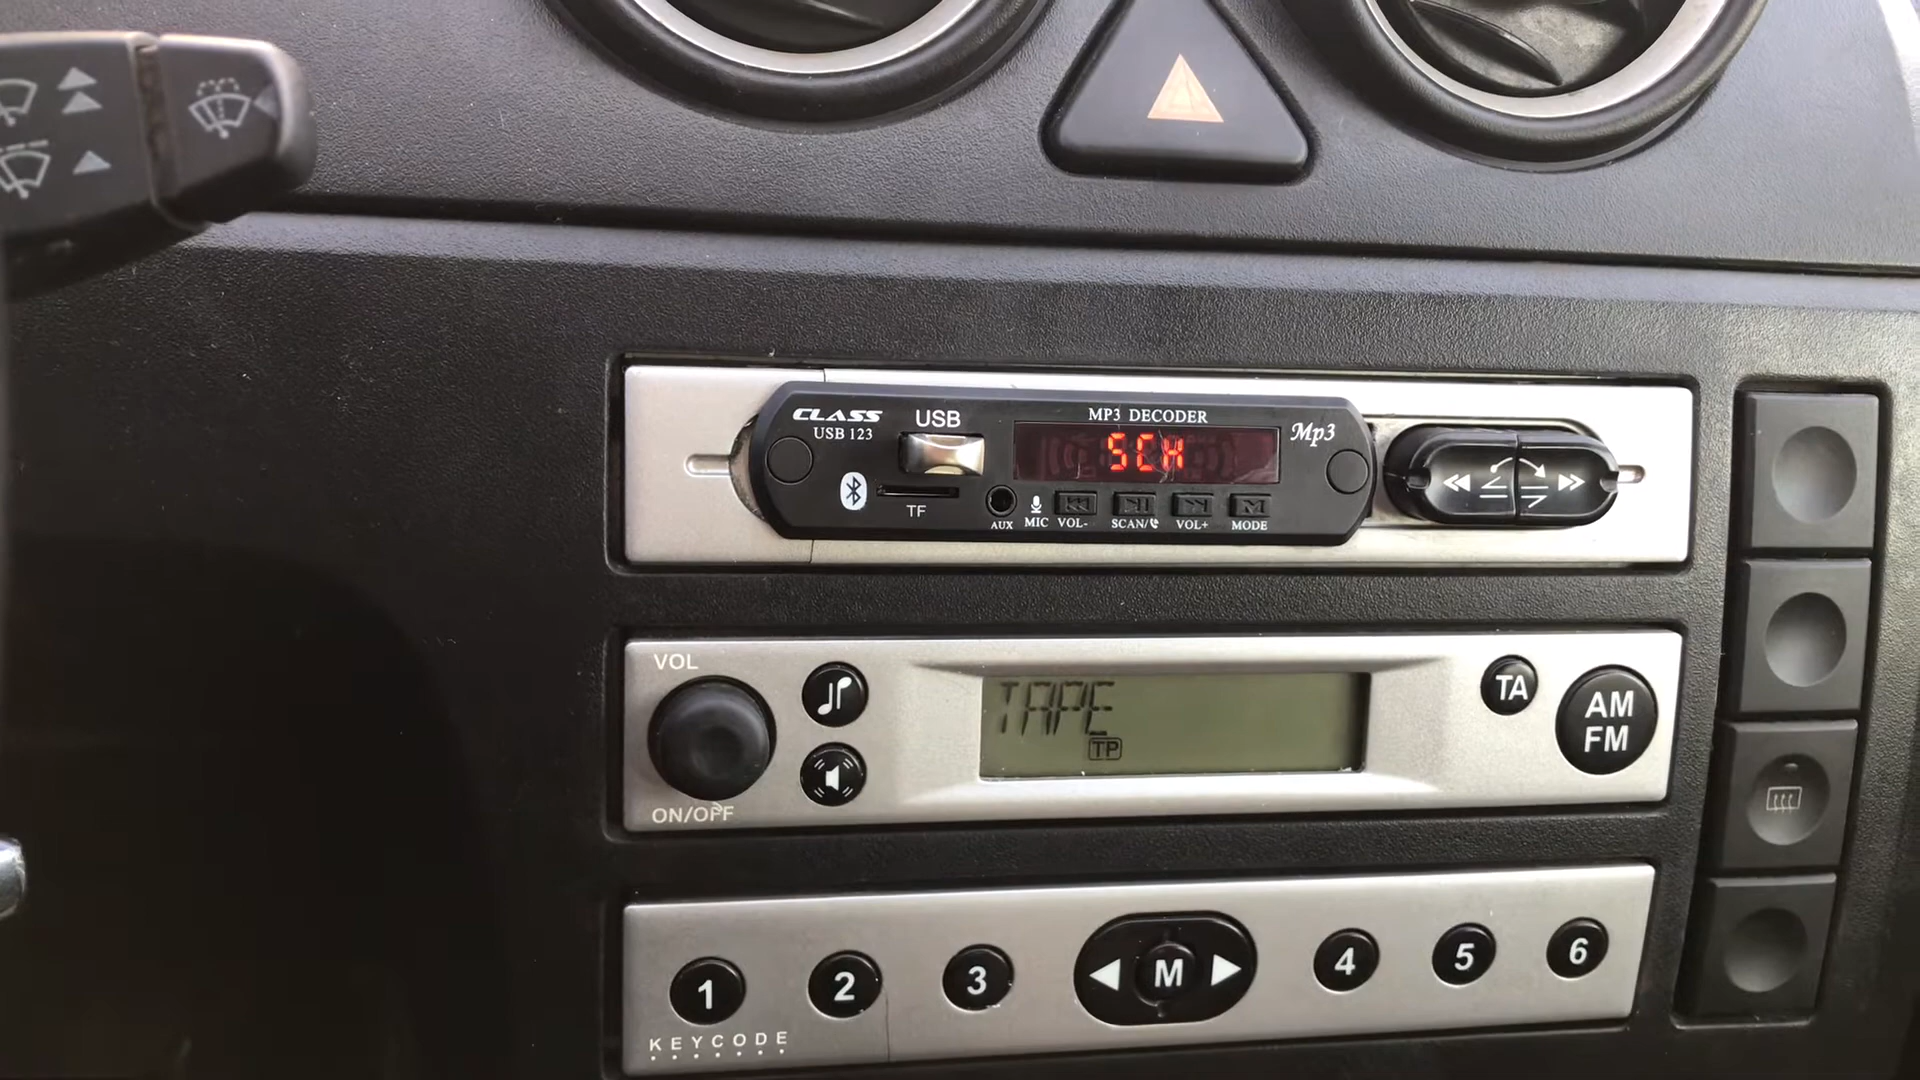 CLASS
USB 123
USB
MP3 DECODER
Mp3
SCH
TF
AUX
MIC
VOL-
SCAN/
VOL+
MODE
VOL
ON/OFF
TAPE
TP
TA
AM
FM
1
2
3
M
4
5
6
KEYCODE